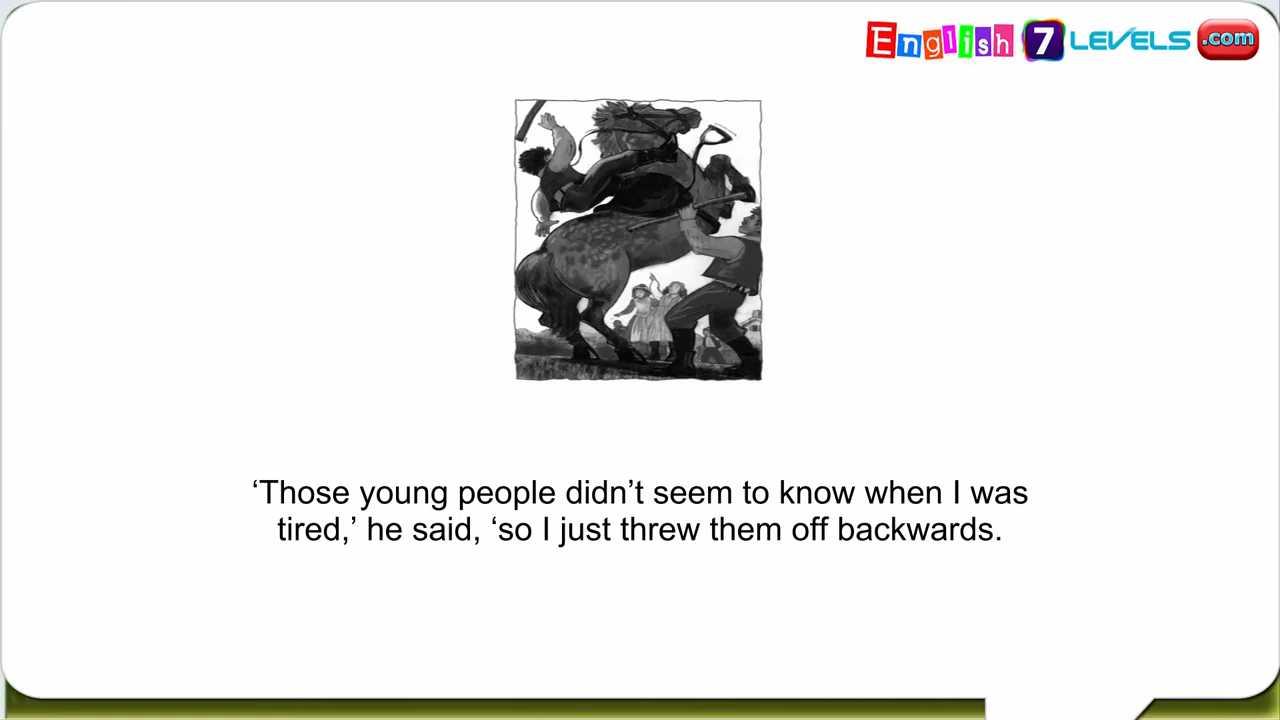 English 7 LEVELS .com
‘Those young people didn’t seem to know when I was
tired,’ he said, ‘so I just threw them off backwards.